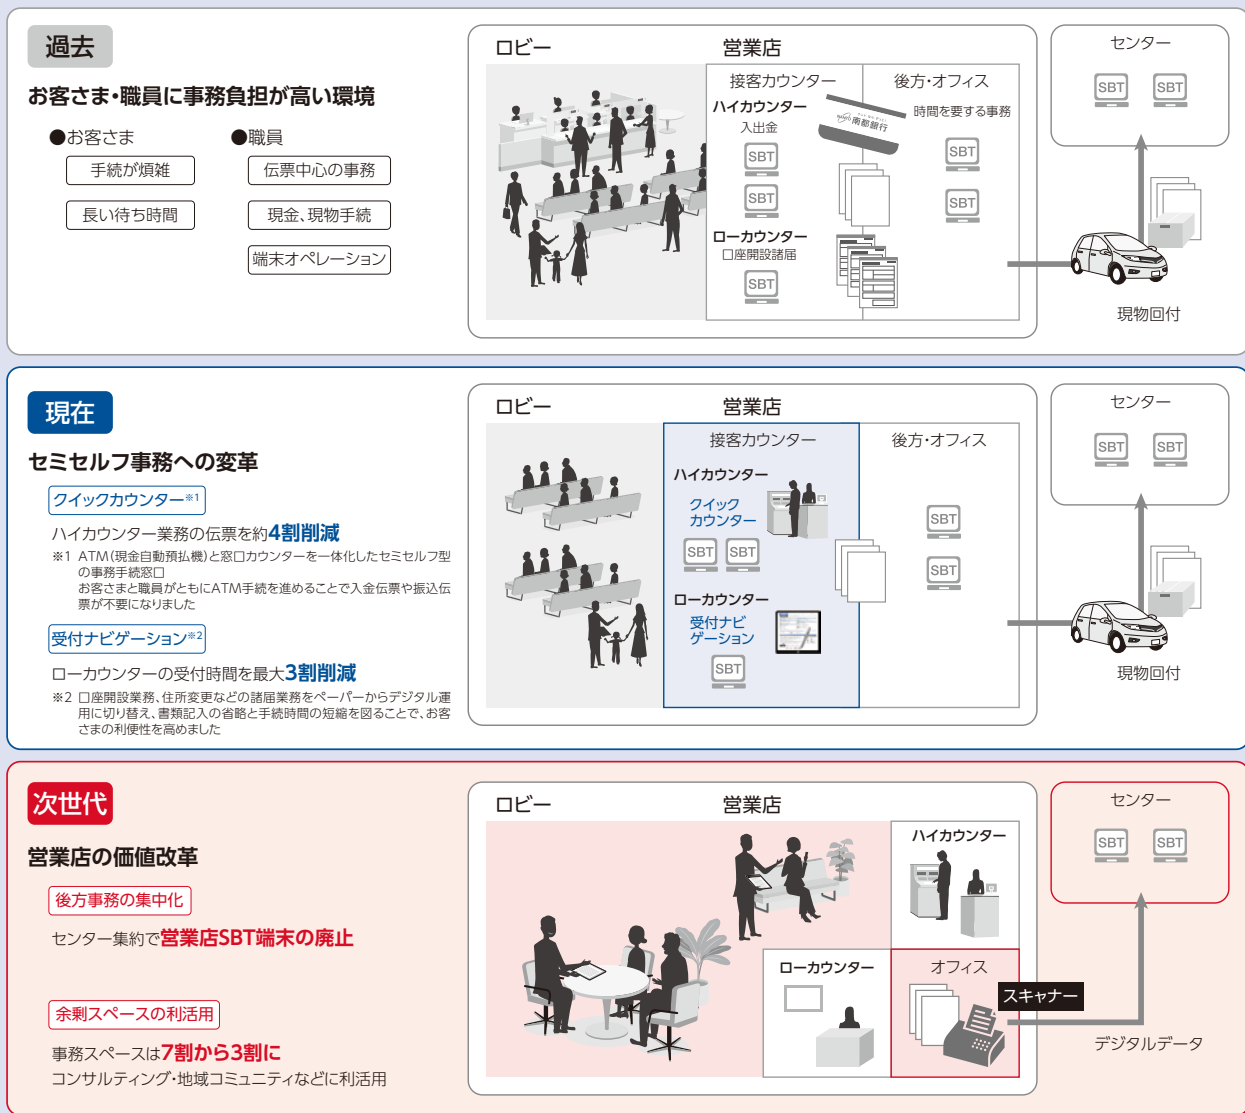 過去
お客さま・職員に事務負担が高い環境
●お客さま
手続が煩雑
長い待ち時間
●職員
伝票中心の事務
現金、現物手続
端末オペレーション
ロビー
営業店
接客カウンター
ハイカウンター
入出金
SBT
SBT
ローカウンター
口座開設諸届
SBT
南都銀行
後方・オフィス
時間を要する事務
SBT
SBT
センター
SBT
SBT
現物回付
現在
セミセルフ事務への変革
クイックカウンター※1
ハイカウンター業務の伝票を約4割削減
※1 ATM(現金自動預払機)と窓口カウンターを一体化したセミセルフ型
の事務手続窓口
お客さまと職員がともにATM手続を進めることで入金伝票や振込伝
票が不要になりました
受付ナビゲーション※2
ローカウンターの受付時間を最大3割削減
※2 口座開設業務、住所変更などの諸届業務をペーパーからデジタル運
用に切り替え、書類記入の省略と手続時間の短縮を図ることで、お客
さまの利便性を高めました
ロビー
営業店
接客カウンター
ハイカウンター
クイック
カウンター
SBT
SBT
ローカウンター
受付ナビ
ゲーション
SBT
後方・オフィス
SBT
SBT
センター
SBT
SBT
現物回付
次世代
営業店の価値改革
後方事務の集中化
センター集約で営業店SBT端末の廃止
余剰スペースの利活用
事務スペースは7割から3割に
コンサルティング・地域コミュニティなどに利活用
ロビー
営業店
ハイカウンター
ローカウンター
オフィス
スキャナー
センター
SBT
SBT
デジタルデータ